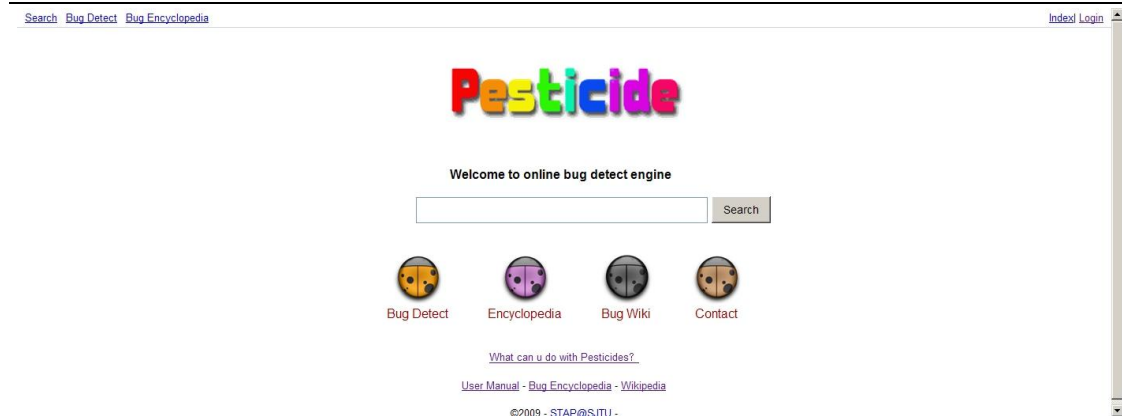 Search Bug Detect Bug Encyclopedia Index| Login
Pesticide
Welcome to online bug detect engine
Search
Bug Detect Encyclopedia Bug Wiki Contact
What can u do with Pesticides?
User Manual - Bug Encyclopedia - Wikipedia
©2009 - STAP@SJTU -